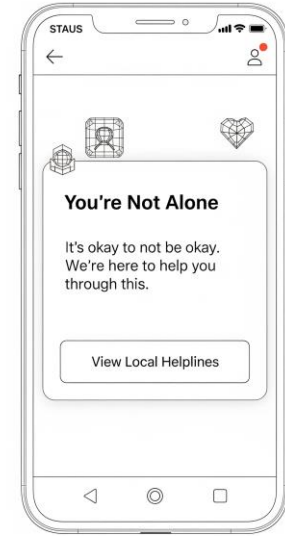 STAUS
You're Not Alone
It's okay to not be okay.
We're here to help you
through this.
View Local Helplines